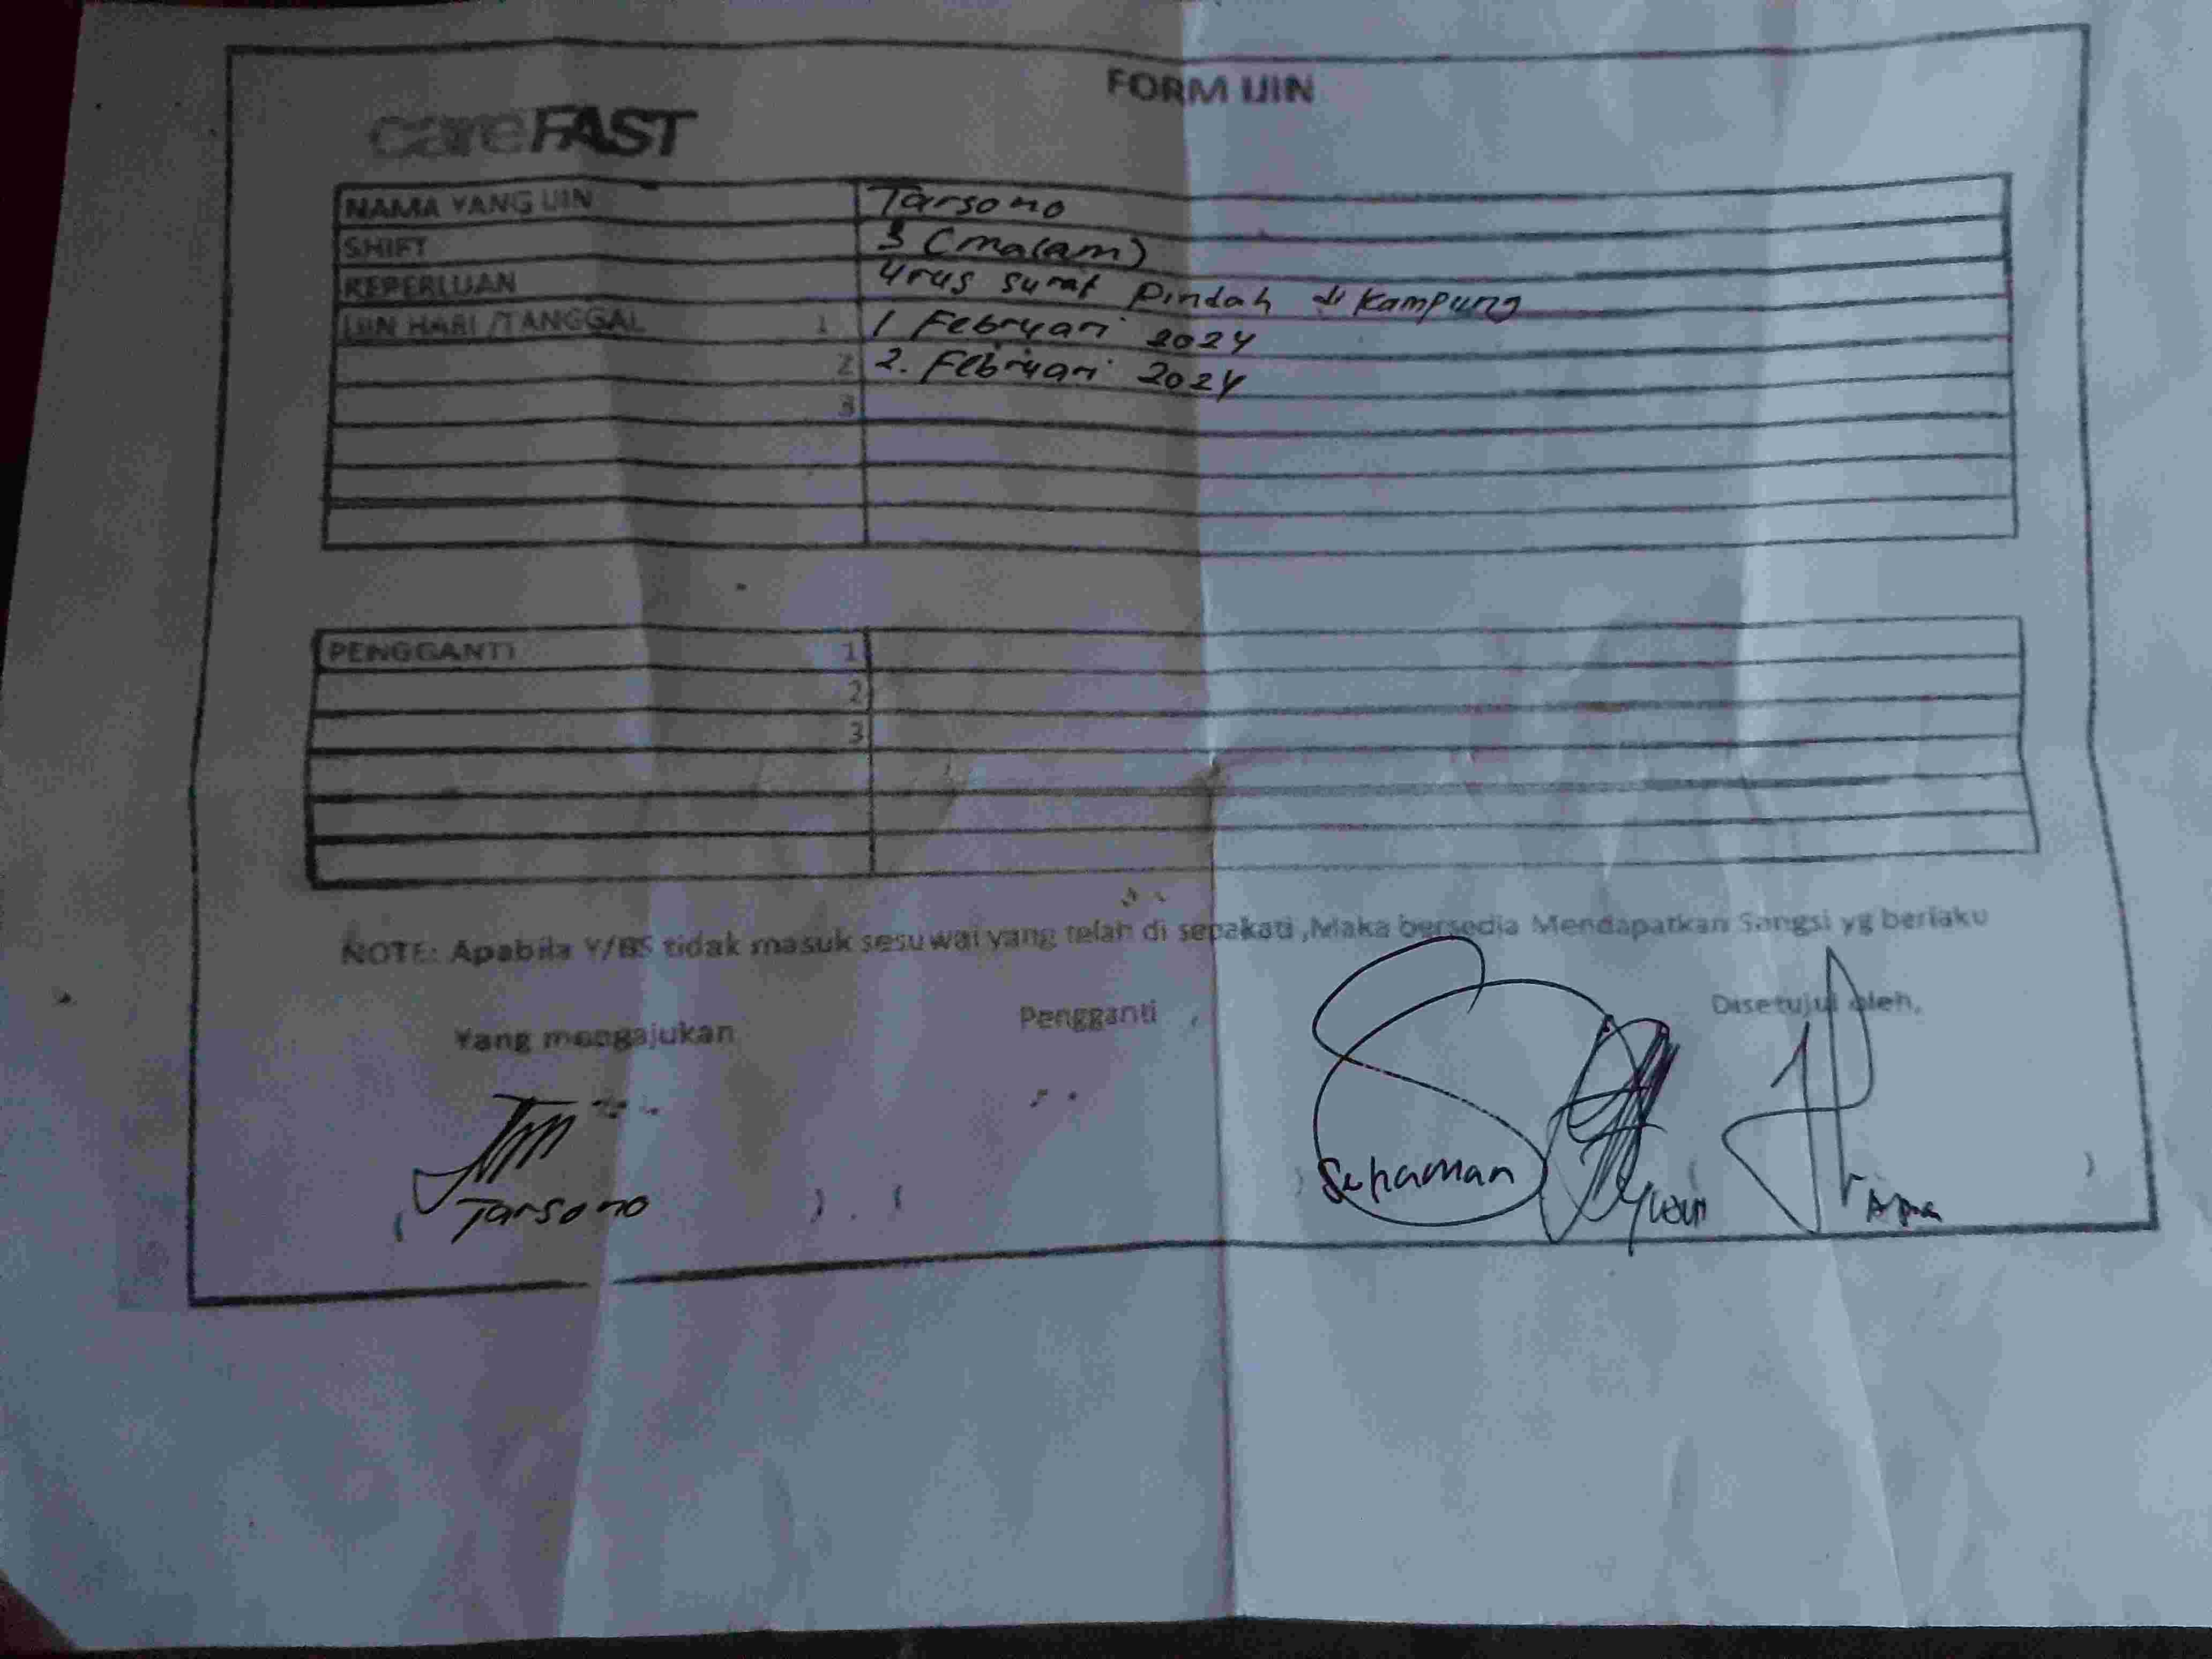 FORM IJIN
careFAST
NAMA YANG IJIN Tarsono
SHIFT 3 (malam)
KEPERLUAN Urus surat pindah di kampung
IJIN HARI /TANGGAL 1 1 Februari 2024
2 2. Februari 2024
3
PENGGANTI 1
2
3
NOTE: Apabila Y/BS tidak masuk sesuwai yang telah di sepakati ,Maka bersedia Mendapatkan Sangsi yg berlaku
Yang mengajukan Pengganti , Disetujui oleh,
( Tarsono ) . ( ) Suhaman ( )